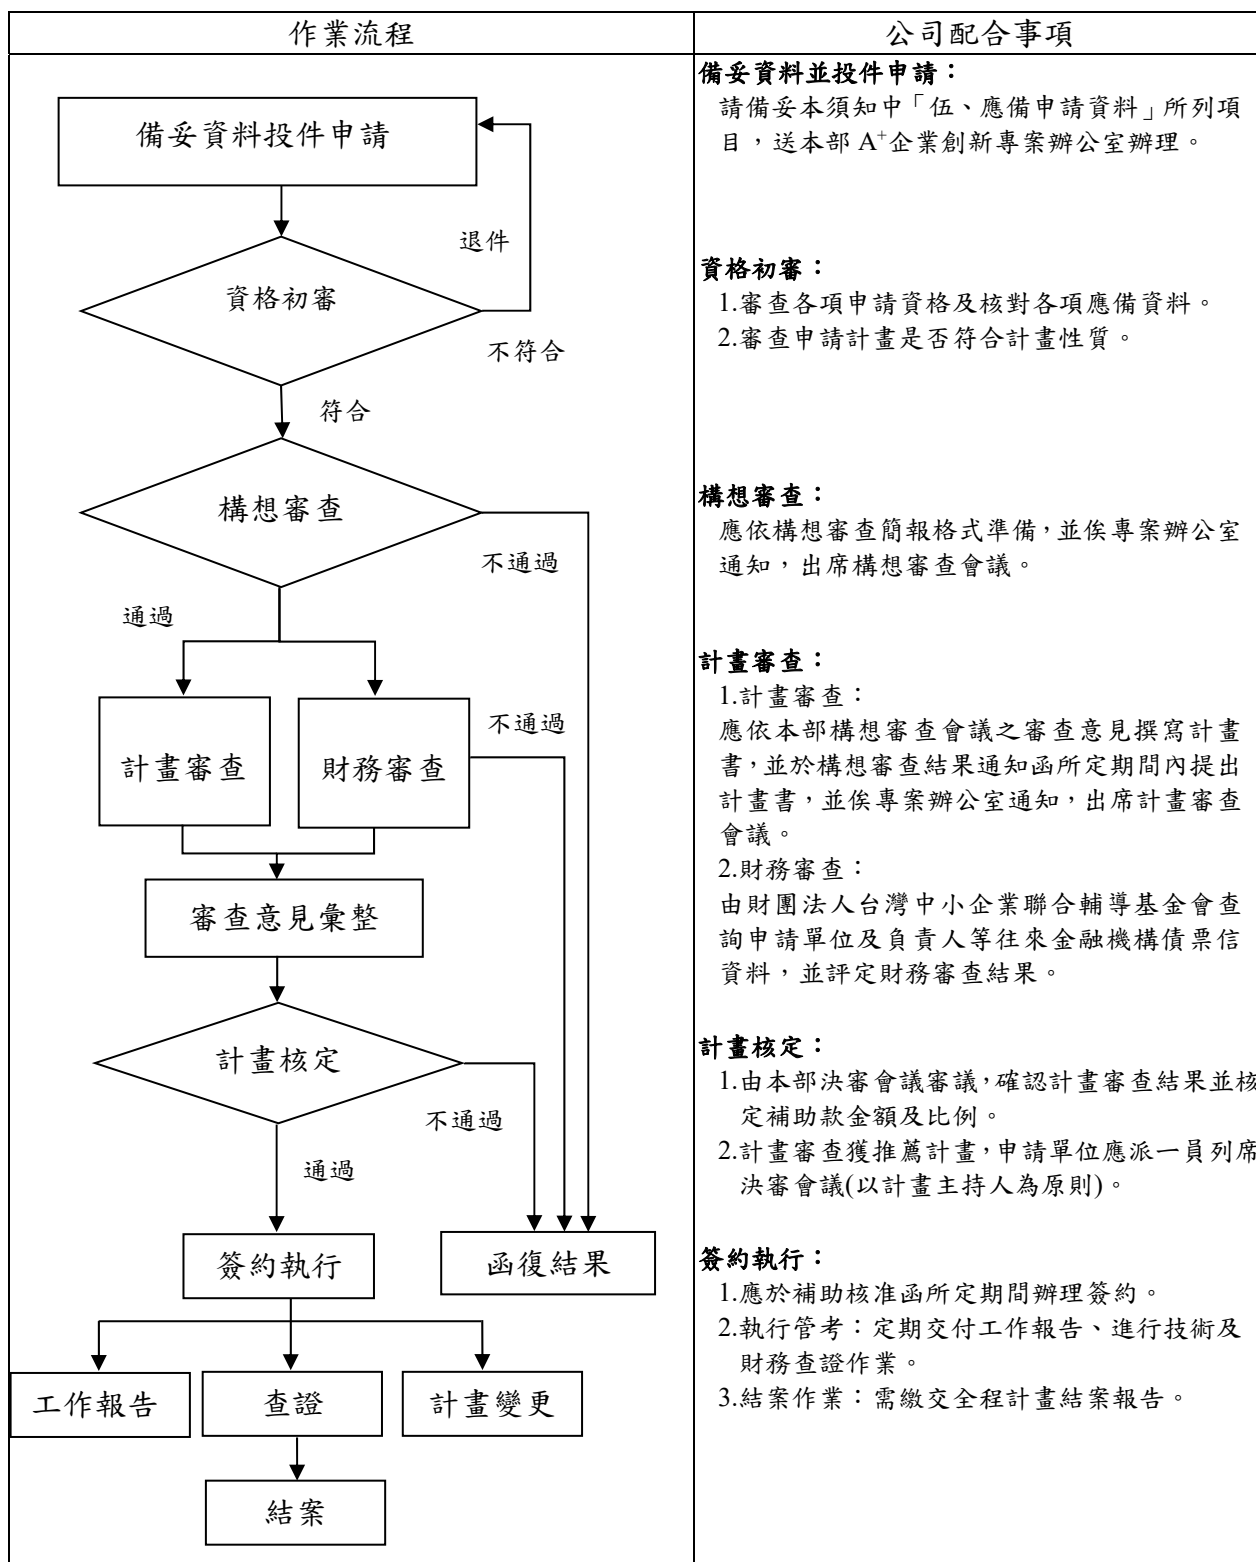 作業流程
公司配合事項
備妥資料投件申請
退件
資格初審
不符合
符合
構想審查
不通過
通過
計畫審查
財務審查
不通過
審查意見彙整
計畫核定
不通過
通過
簽約執行
函復結果
工作報告
查證
計畫變更
結案
備妥資料並投件申請：
請備妥本須知中「伍、應備申請資料」所列項
目，送本部 A⁺企業創新專案辦公室辦理。
資格初審：
1.審查各項申請資格及核對各項應備資料。
2.審查申請計畫是否符合計畫性質。
構想審查：
應依構想審查簡報格式準備，並俟專案辦公室
通知，出席構想審查會議。
計畫審查：
1.計畫審查：
應依本部構想審查會議之審查意見撰寫計畫
書，並於構想審查結果通知函所定期間內提出
計畫書，並俟專案辦公室通知，出席計畫審查
會議。
2.財務審查：
由財團法人台灣中小企業聯合輔導基金會查
詢申請單位及負責人等往來金融機構債票信
資料，並評定財務審查結果。
計畫核定：
1.由本部決審會議審議，確認計畫審查結果並核
定補助款金額及比例。
2.計畫審查獲推薦計畫，申請單位應派一員列席
決審會議(以計畫主持人為原則)。
簽約執行：
1.應於補助核准函所定期間辦理簽約。
2.執行管考：定期交付工作報告、進行技術及
財務查證作業。
3.結案作業：需繳交全程計畫結案報告。